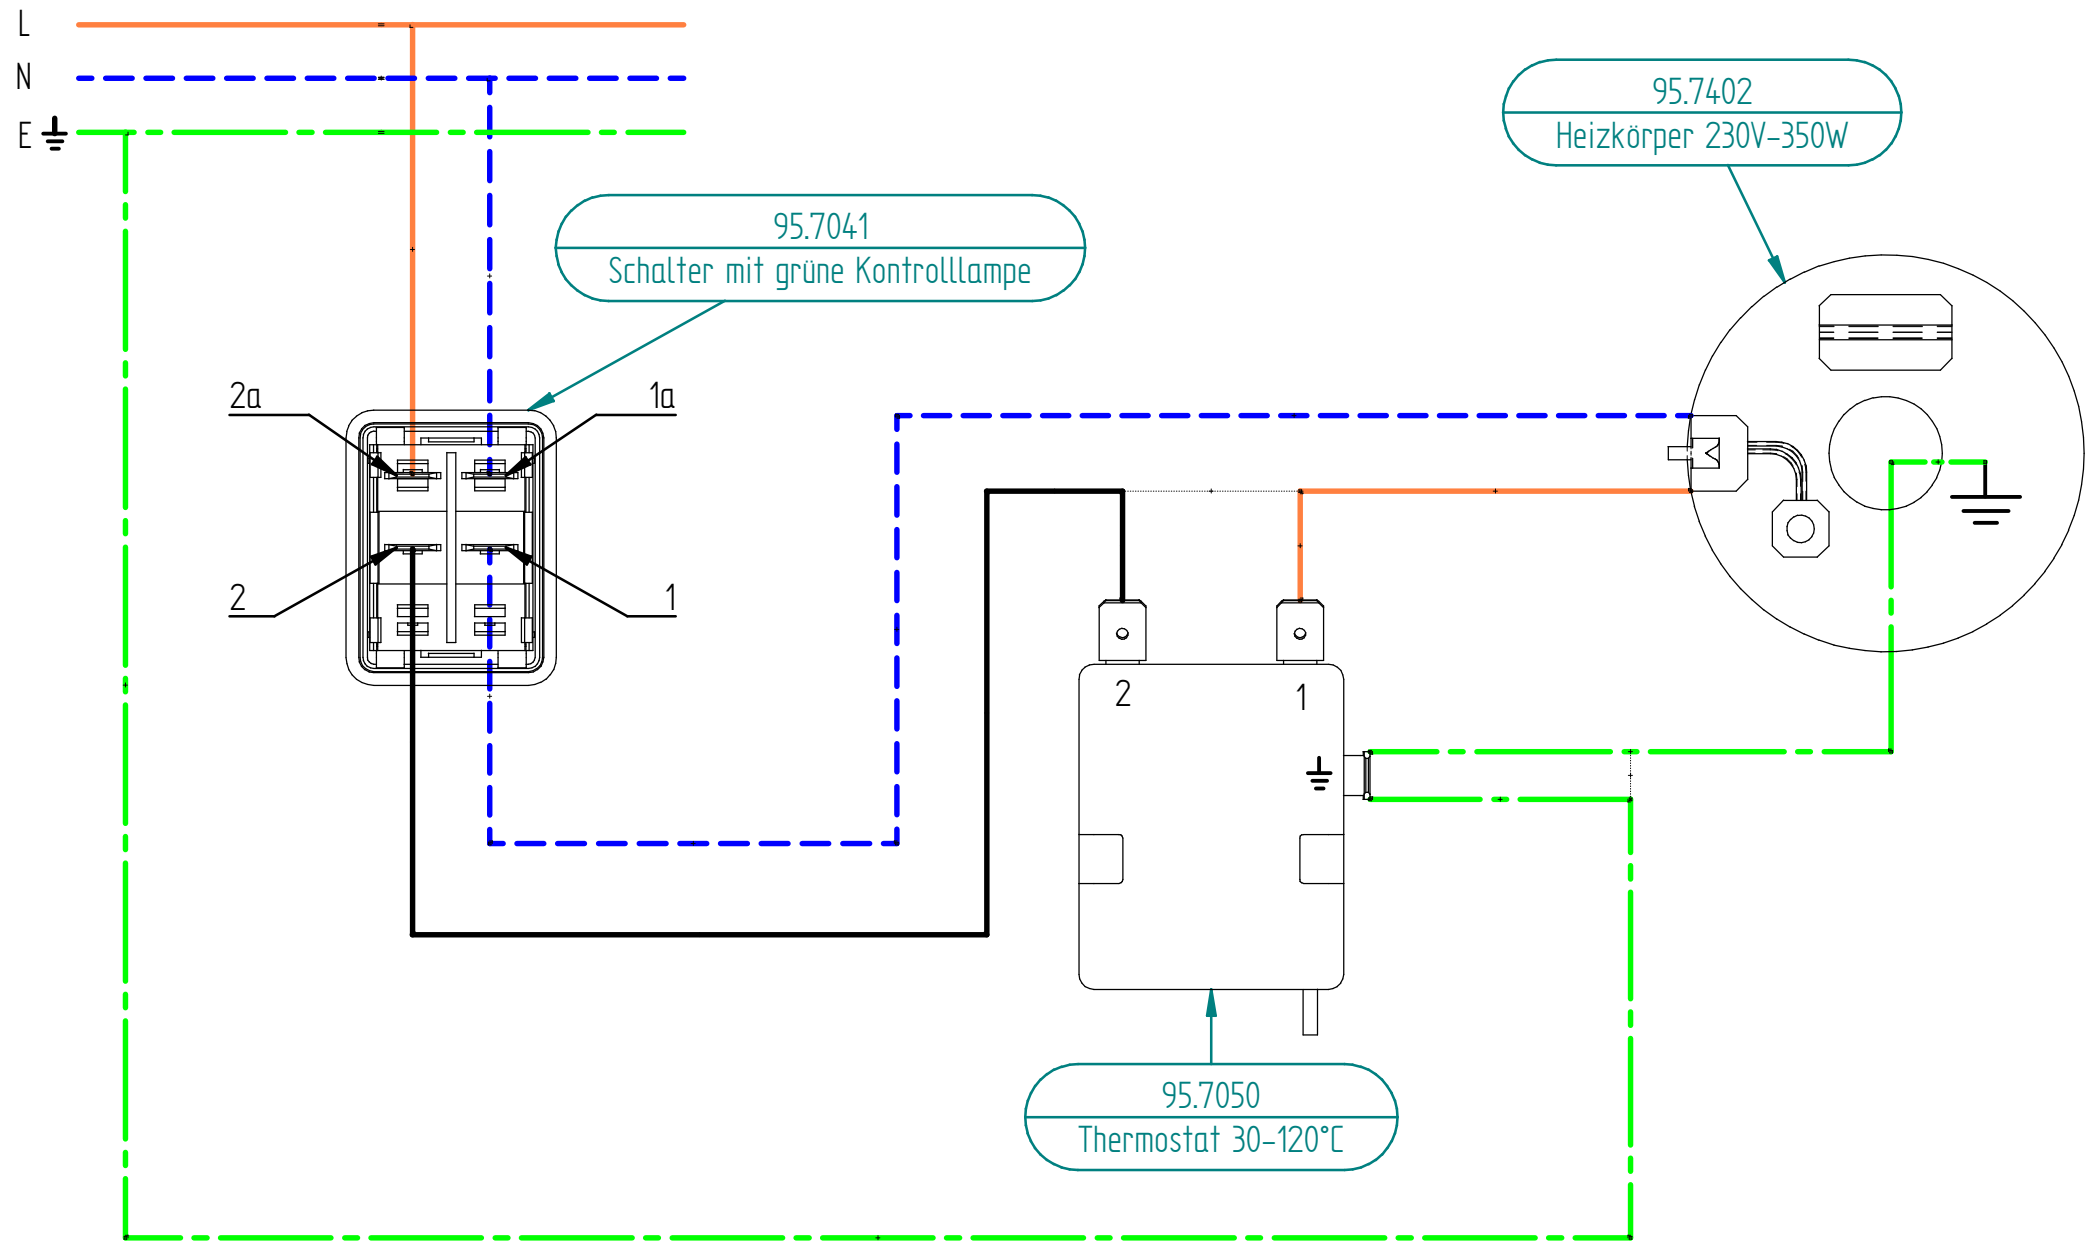 L
N
E
95.7402
Heizkörper 230V-350W
95.7041
Schalter mit grüne Kontrolllampe
2a
1a
2
1
2
1
95.7050
Thermostat 30-120°C